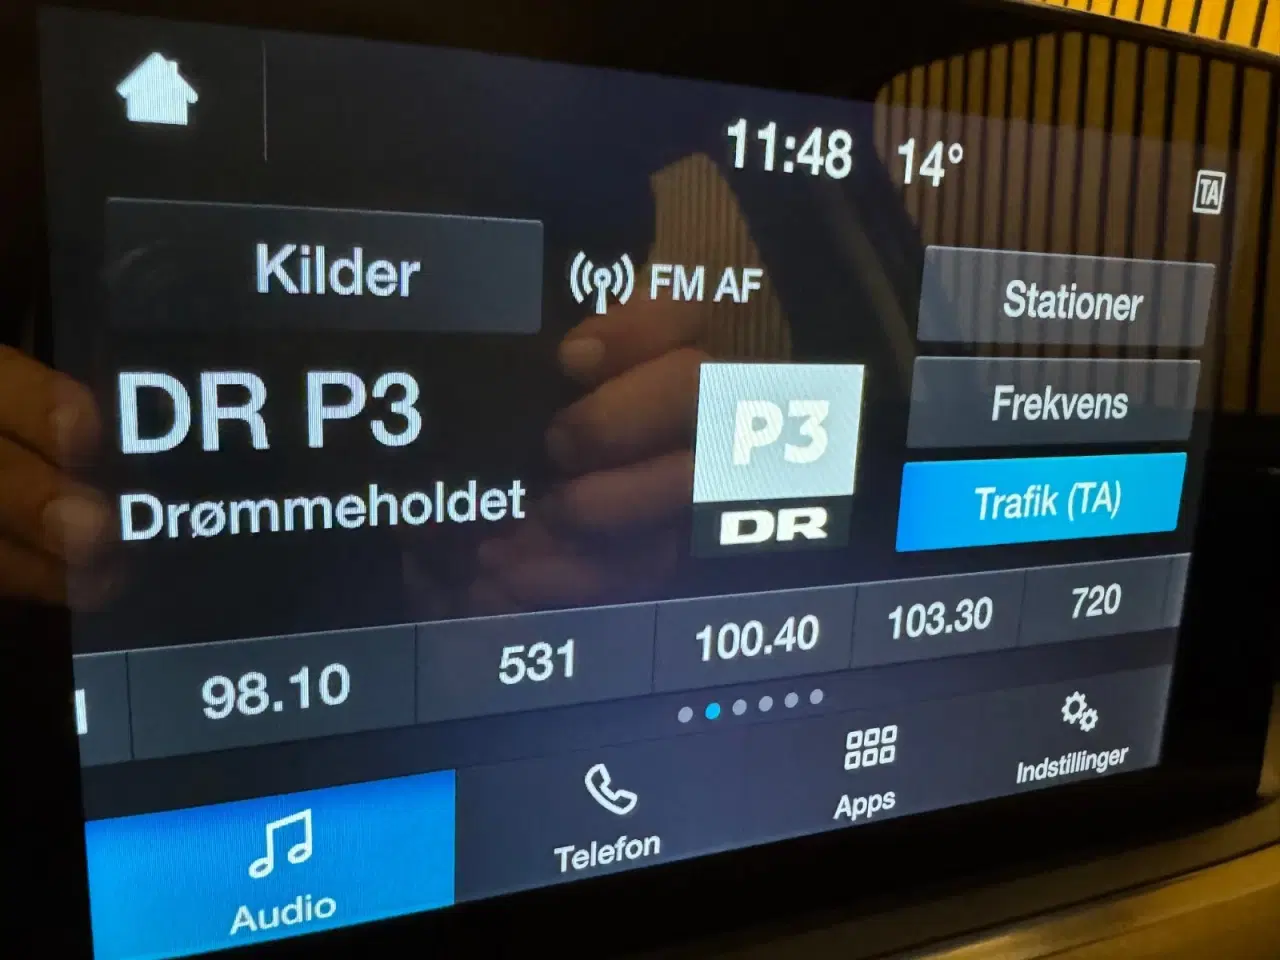 11:48 14°
TA
Kilder
FM AF
Stationer
DR P3
Drømmeholdet
P3
DR
Frekvens
Trafik (TA)
98.10
531
100.40
103.30
720
Audio
Telefon
Apps
Indstillinger